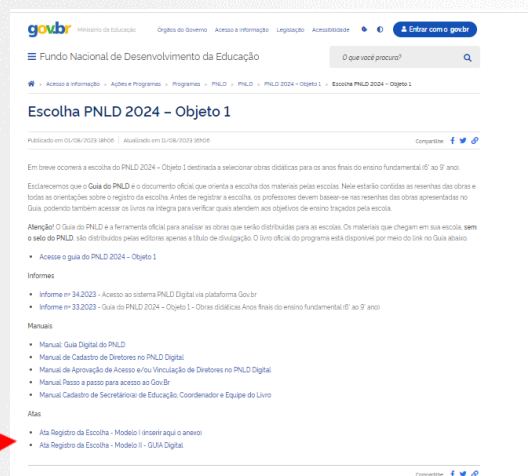 gov.br Ministério da Educação Órgãos do Governo Acesso à Informação Legislação Acessibilidade Entrar com o gov.br
Fundo Nacional de Desenvolvimento da Educação O que você procura?
Acesso à Informação > Ações e Programas > Programas > PNLD > PNLD > PNLD 2024 - Objeto 1 > Escolha PNLD 2024 – Objeto 1
Escolha PNLD 2024 – Objeto 1
Publicado em 01/08/2023 18h06 Atualizado em 11/08/2023 16h06 Compartilhe:
Em breve ocorrerá a escolha do PNLD 2024 – Objeto 1 destinada a selecionar obras didáticas para os anos finais do ensino fundamental (6º ao 9º ano).
Esclarecemos que o Guia do PNLD é o documento oficial que orienta a escolha dos materiais pelas escolas. Nele estarão contidas as resenhas das obras e
todas as orientações sobre o registro da escolha. Antes de registrar a escolha, os professores devem basear-se nas resenhas das obras apresentadas no
Guia, podendo também acessar os livros na íntegra para verificar quais atendem aos objetivos de ensino traçados pela escola.
Atenção! O Guia do PNLD é a ferramenta oficial para analisar as obras que serão distribuídas para as escolas. Os materiais que chegam em sua escola, sem
o selo do PNLD, são distribuídos pelas editoras apenas a título de divulgação. O livro oficial do programa está disponível por meio do link no Guia abaixo.
• Acesse o guia do PNLD 2024 – Objeto 1
Informes
• Informe nº 34.2023 - Acesso ao sistema PNLD Digital via plataforma Gov.br
• Informe nº 33.2023 - Guia do PNLD 2024 – Objeto 1 - Obras didáticas Anos finais do ensino fundamental (6º ao 9º ano)
Manuais
• Manual: Guia Digital do PNLD
• Manual de Cadastro de Diretores no PNLD Digital
• Manual de Aprovação de Acesso e/ou Vinculação de Diretores no PNLD Digital
• Manual Passo a passo para acesso ao Gov.Br
• Manual Cadastro de Secretário(a) de Educação, Coordenador e Equipe do Livro
Atas
• Ata Registro da Escolha - Modelo I (inserir aqui o anexo)
• Ata Registro da Escolha - Modelo II - GUIA Digital
Compartilhe: